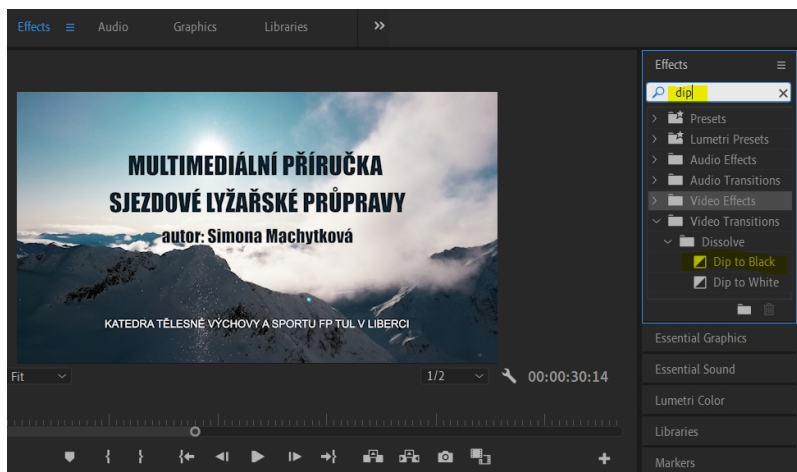 Effects
Audio
Graphics
Libraries
Effects
dip
Presets
Lumetri Presets
Audio Effects
Audio Transitions
Video Effects
Video Transitions
Dissolve
Dip to Black
Dip to White
MULTIMEDIÁLNÍ PŘÍRUČKA
SJEZDOVÉ LYŽAŘSKÉ PRŮPRAVY
autor: Simona Machytková
KATEDRA TĚLESNÉ VÝCHOVY A SPORTU FP TUL V LIBERCI
Fit
1/2
00:00:30:14
Essential Graphics
Essential Sound
Lumetri Color
Libraries
Markers